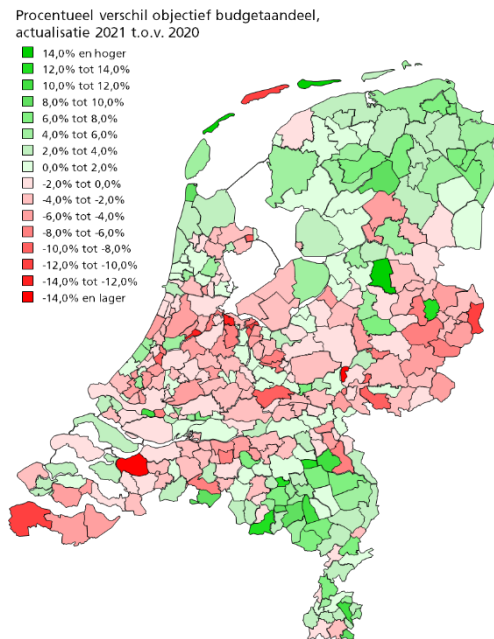 Procentueel verschil objectief budgetaandeel,
actualisatie 2021 t.o.v. 2020
14,0% en hoger
12,0% tot 14,0%
10,0% tot 12,0%
8,0% tot 10,0%
6,0% tot 8,0%
4,0% tot 6,0%
2,0% tot 4,0%
0,0% tot 2,0%
-2,0% tot 0,0%
-4,0% tot -2,0%
-6,0% tot -4,0%
-8,0% tot -6,0%
-10,0% tot -8,0%
-12,0% tot -10,0%
-14,0% tot -12,0%
-14,0% en lager